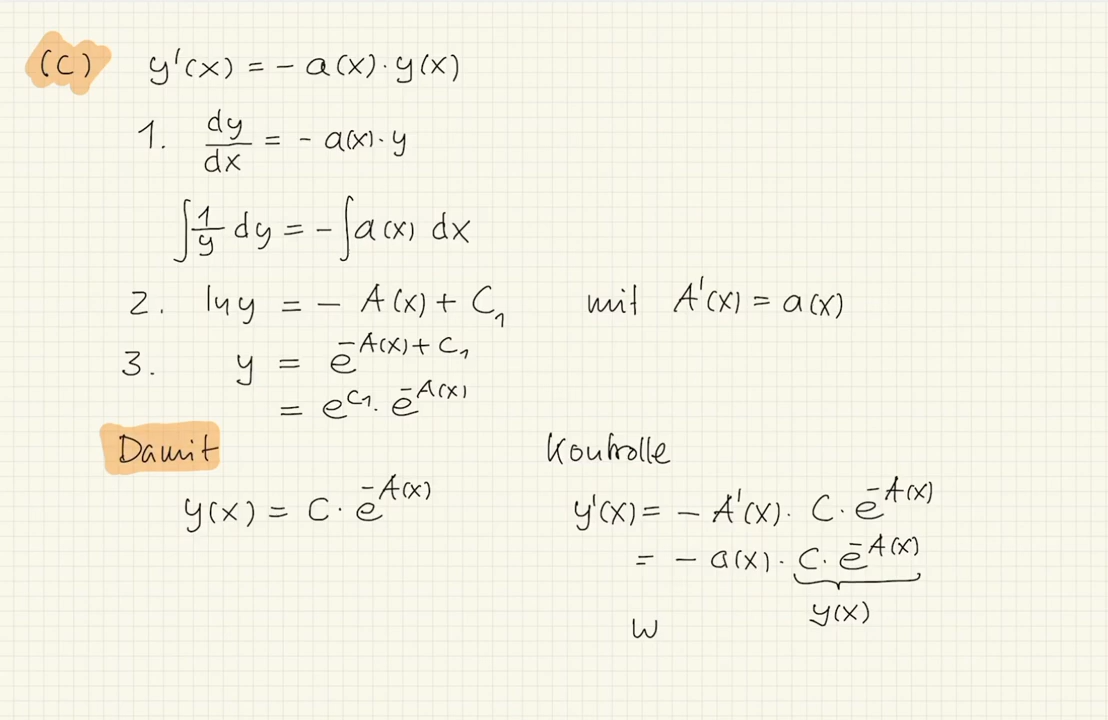 (c) y'(x) = - a(x) · y(x)
1. dy/dx = - a(x) · y
∫ 1/y dy = - ∫ a(x) dx
2. ln y = - A(x) + C₁ mit A'(x) = a(x)
3. y = e^(-A(x) + C₁)
= e^(C₁) · e^(-A(x))
Damit
y(x) = C · e^(-A(x))
Kontrolle
y'(x) = - A'(x) · C · e^(-A(x))
= - a(x) · C · e^(-A(x))
y(x)
W